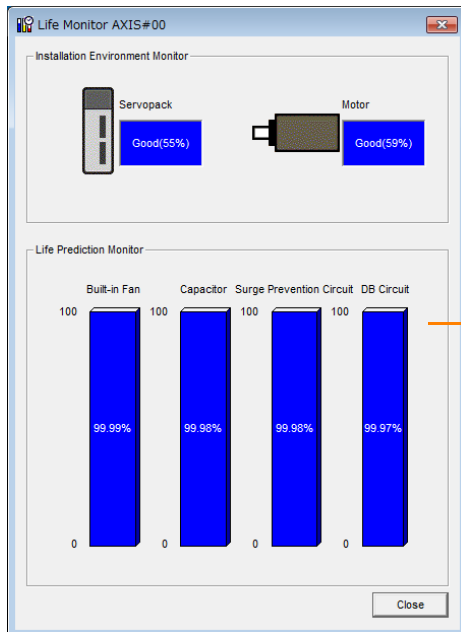 Life Monitor AXIS#00
Installation Environment Monitor
Servopack
Motor
Good(55%)
Good(59%)
Life Prediction Monitor
Built-in Fan Capacitor Surge Prevention Circuit DB Circuit
100 100 100 100
99.99% 99.98% 99.98% 99.97%
0 0 0 0
Close